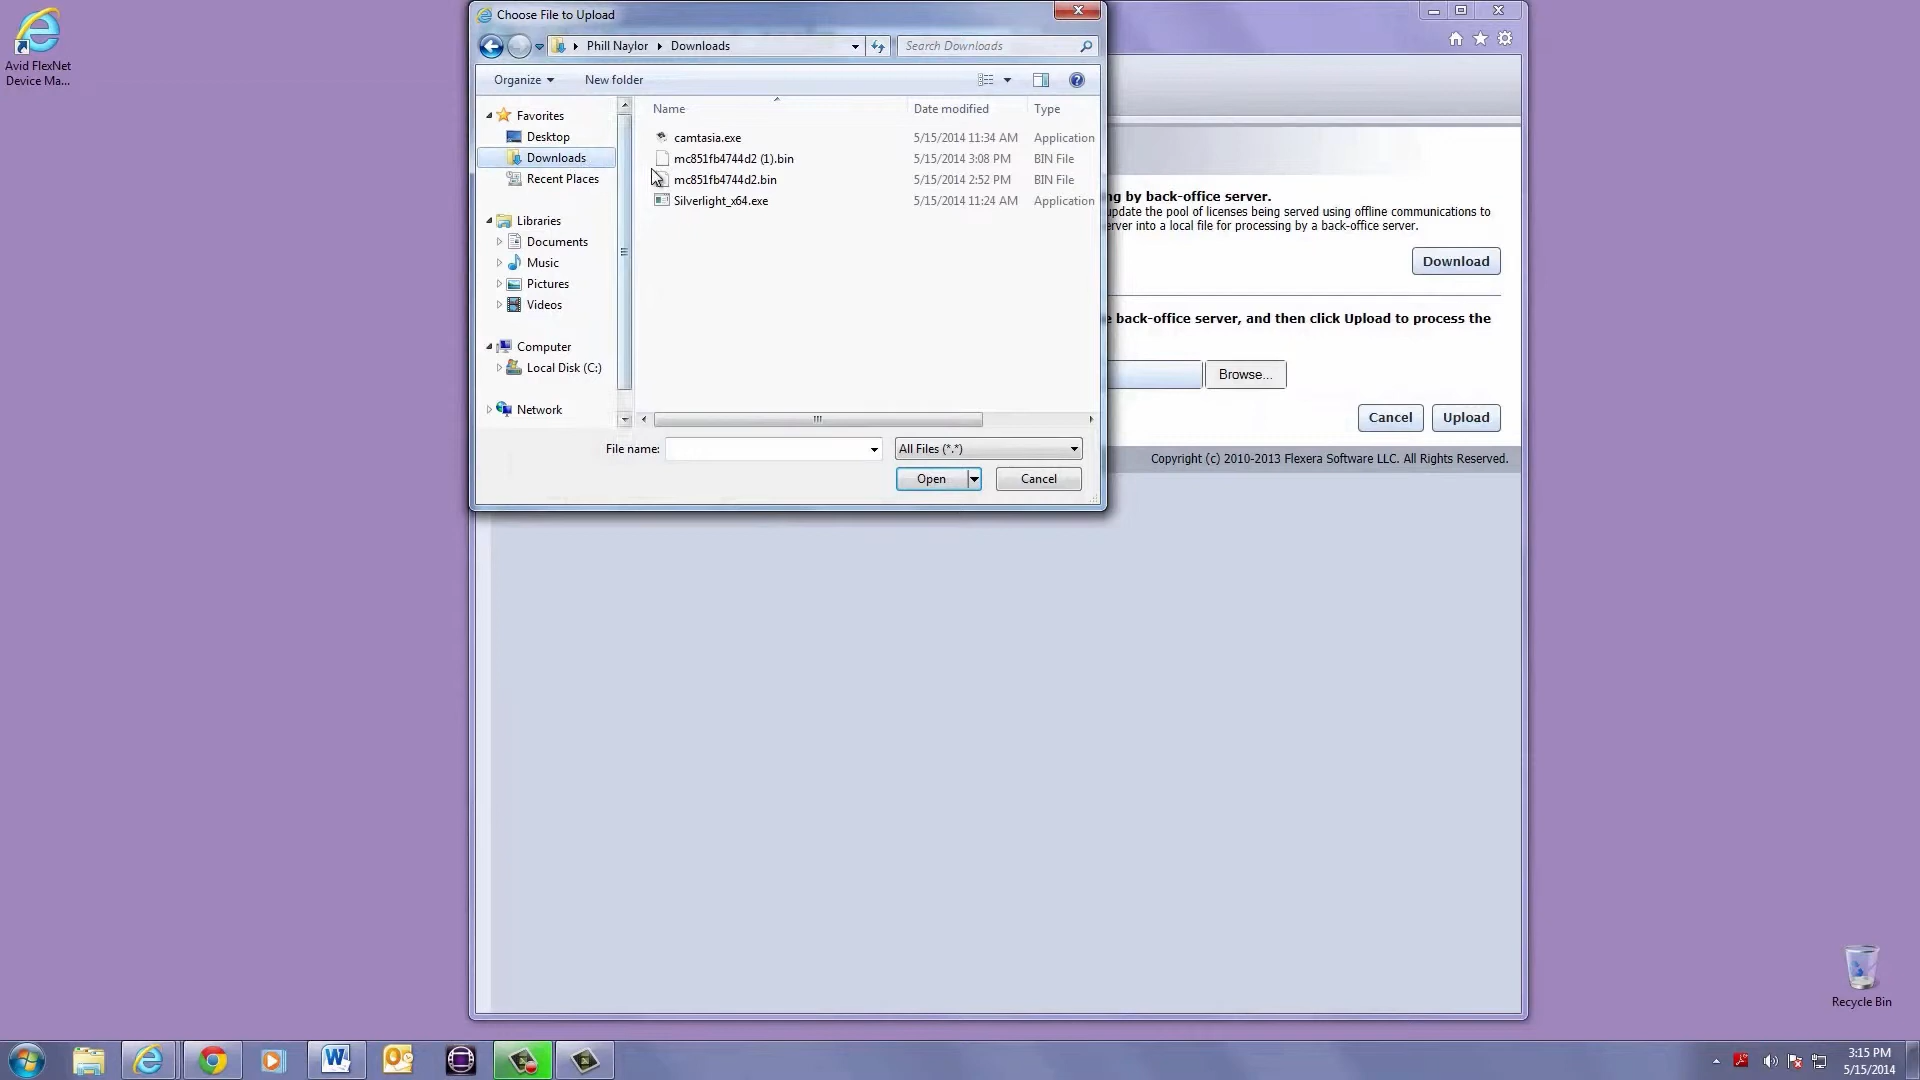 Avid FlexNet
Device Ma...
Choose File to Upload
Phill Naylor
Downloads
Search Downloads
Organize
New folder
Name
Date modified
Type
Favorites
Desktop
Downloads
Recent Places
Libraries
Documents
Music
Pictures
Videos
Computer
Local Disk (C:)
Network
camtasia.exe 5/15/2014 11:34 AM Application
mc851fb4744d2 (1).bin 5/15/2014 3:08 PM BIN File
mc851fb4744d2.bin 5/15/2014 2:52 PM BIN File
Silverlight_x64.exe 5/15/2014 11:24 AM Application
File name:
All Files (*.*)
Open
Cancel
by back-office server.
update the pool of licenses being served using offline communications to
into a local file for processing by a back-office server.
Download
back-office server, and then click Upload to process the
Browse...
Cancel
Upload
Copyright (c) 2010-2013 Flexera Software LLC. All Rights Reserved.
Recycle Bin
3:15 PM
5/15/2014